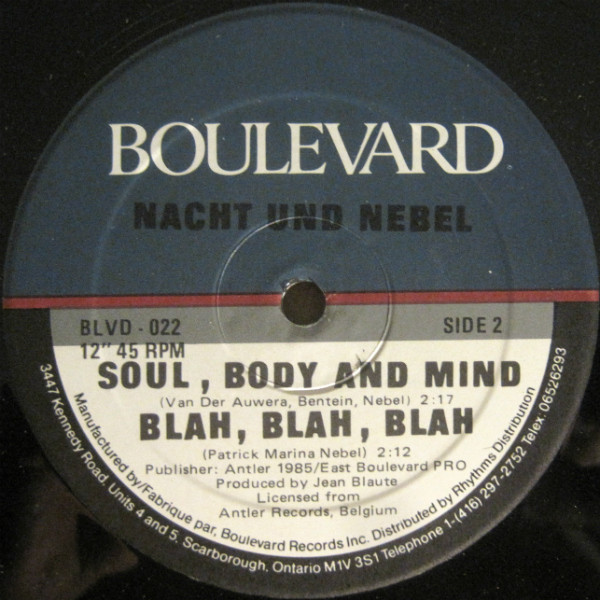 BOULEVARD
NACHT UND NEBEL
BLVD - 022
SIDE 2
12" 45 RPM
SOUL, BODY AND MIND
(Van Der Auwera, Bentein, Nebel) 2:17
BLAH, BLAH, BLAH
(Patrick Marina Nebel) 2:12
Publisher: Antler 1985/East Boulevard PRO
Produced by Jean Blaute
Licensed from
Antler Records, Belgium
Manufactured by/Fabrique par, Boulevard Records Inc. Distributed by Rhythms Distribution
3447 Kennedy Road, Units 4 and 5, Scarborough, Ontario M1V 3S1 Telephone 1-(416) 297-2752 Telex: 06526293